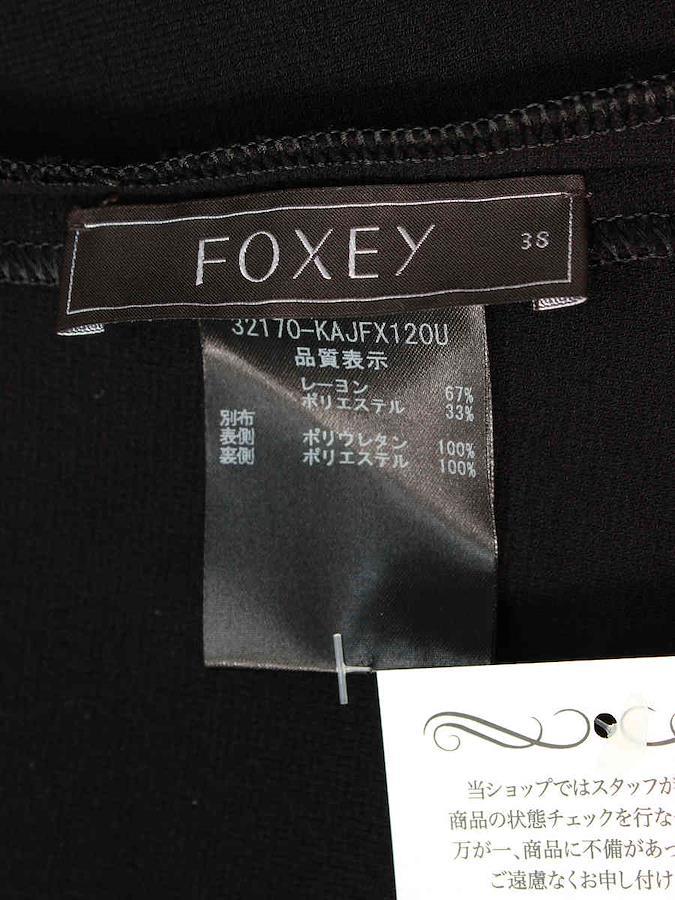 FOXEY 38
32170-KAJFX120U
品質表示
レーヨン 67%
ポリエステル 33%
別布
表側 ポリウレタン 100%
裏側 ポリエステル 100%
当ショップではスタッフが
商品の状態チェックを行な
万が一、商品に不備があっ
ご遠慮なくお申し付け